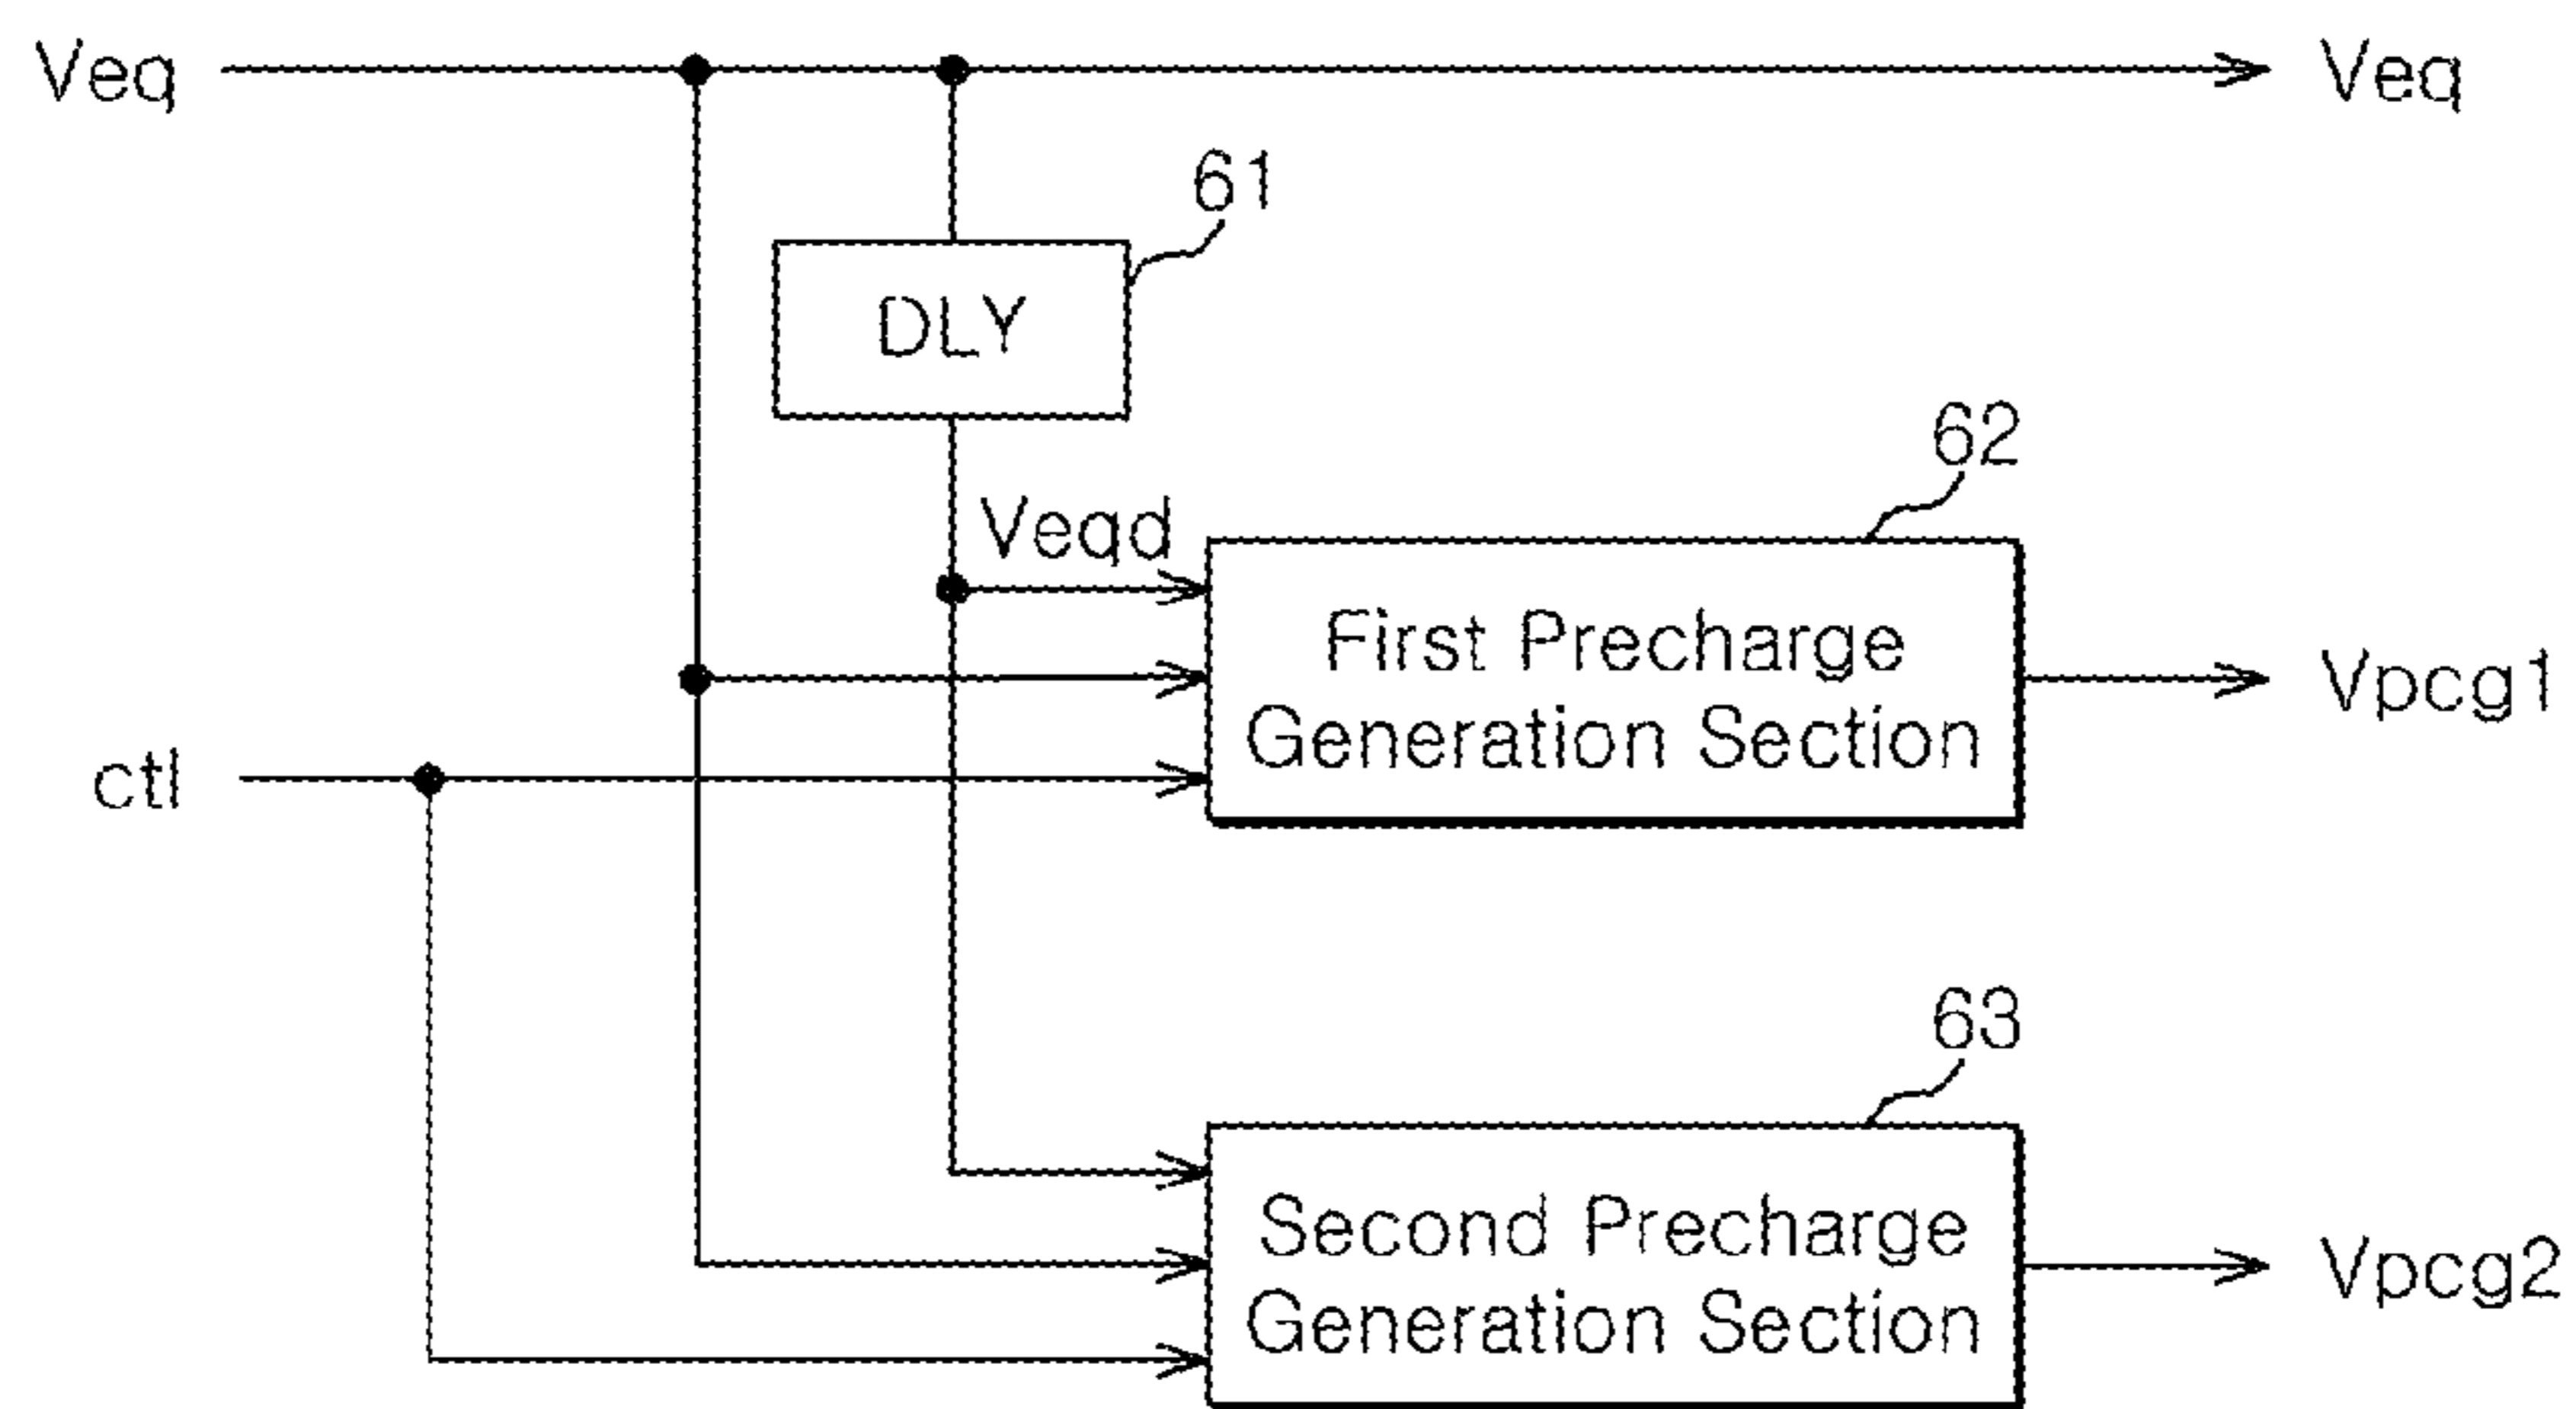 Veq
Veq
61
DLY
62
Veqd
First Precharge
Generation Section
Vpcg1
ctl
63
Second Precharge
Generation Section
Vpcg2